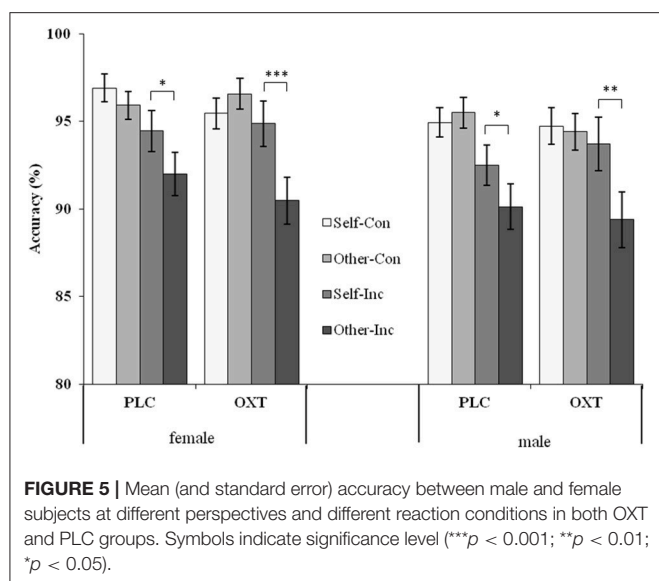 100
95
90
85
80
Accuracy (%)
* *** * **
Self-Con
Other-Con
Self-Inc
Other-Inc
PLC OXT PLC OXT
female male
FIGURE 5 | Mean (and standard error) accuracy between male and female
subjects at different perspectives and different reaction conditions in both OXT
and PLC groups. Symbols indicate significance level (***p < 0.001; **p < 0.01;
*p < 0.05).